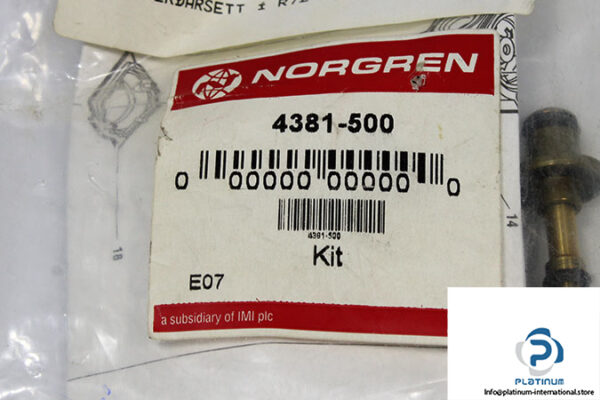 NORGREN
4381-500
0 00000 00000 0
4381-500
Kit
E07
a subsidiary of IMI plc
14
18
PLATINUM
info@platinum-international.store